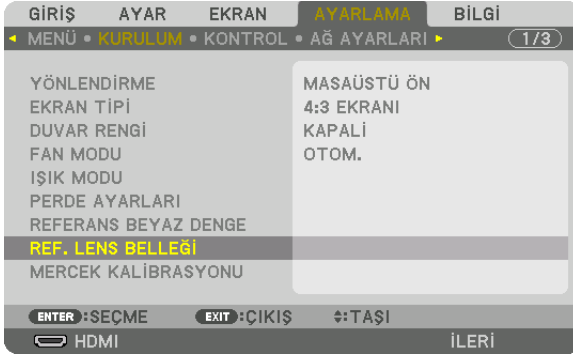 GİRİŞ AYAR EKRAN AYARLAMA BİLGİ
MENÜ • KURULUM • KONTROL • AĞ AYARLARI 1/3
YÖNLENDİRME MASAÜSTÜ ÖN
EKRAN TİPİ 4:3 EKRANI
DUVAR RENGİ KAPALİ
FAN MODU OTOM.
IŞIK MODU
PERDE AYARLARI
REFERANS BEYAZ DENGE
REF. LENS BELLEĞİ
MERCEK KALİBRASYONU
ENTER :SEÇME EXIT :ÇIKIŞ :TAŞI
HDMI İLERİ